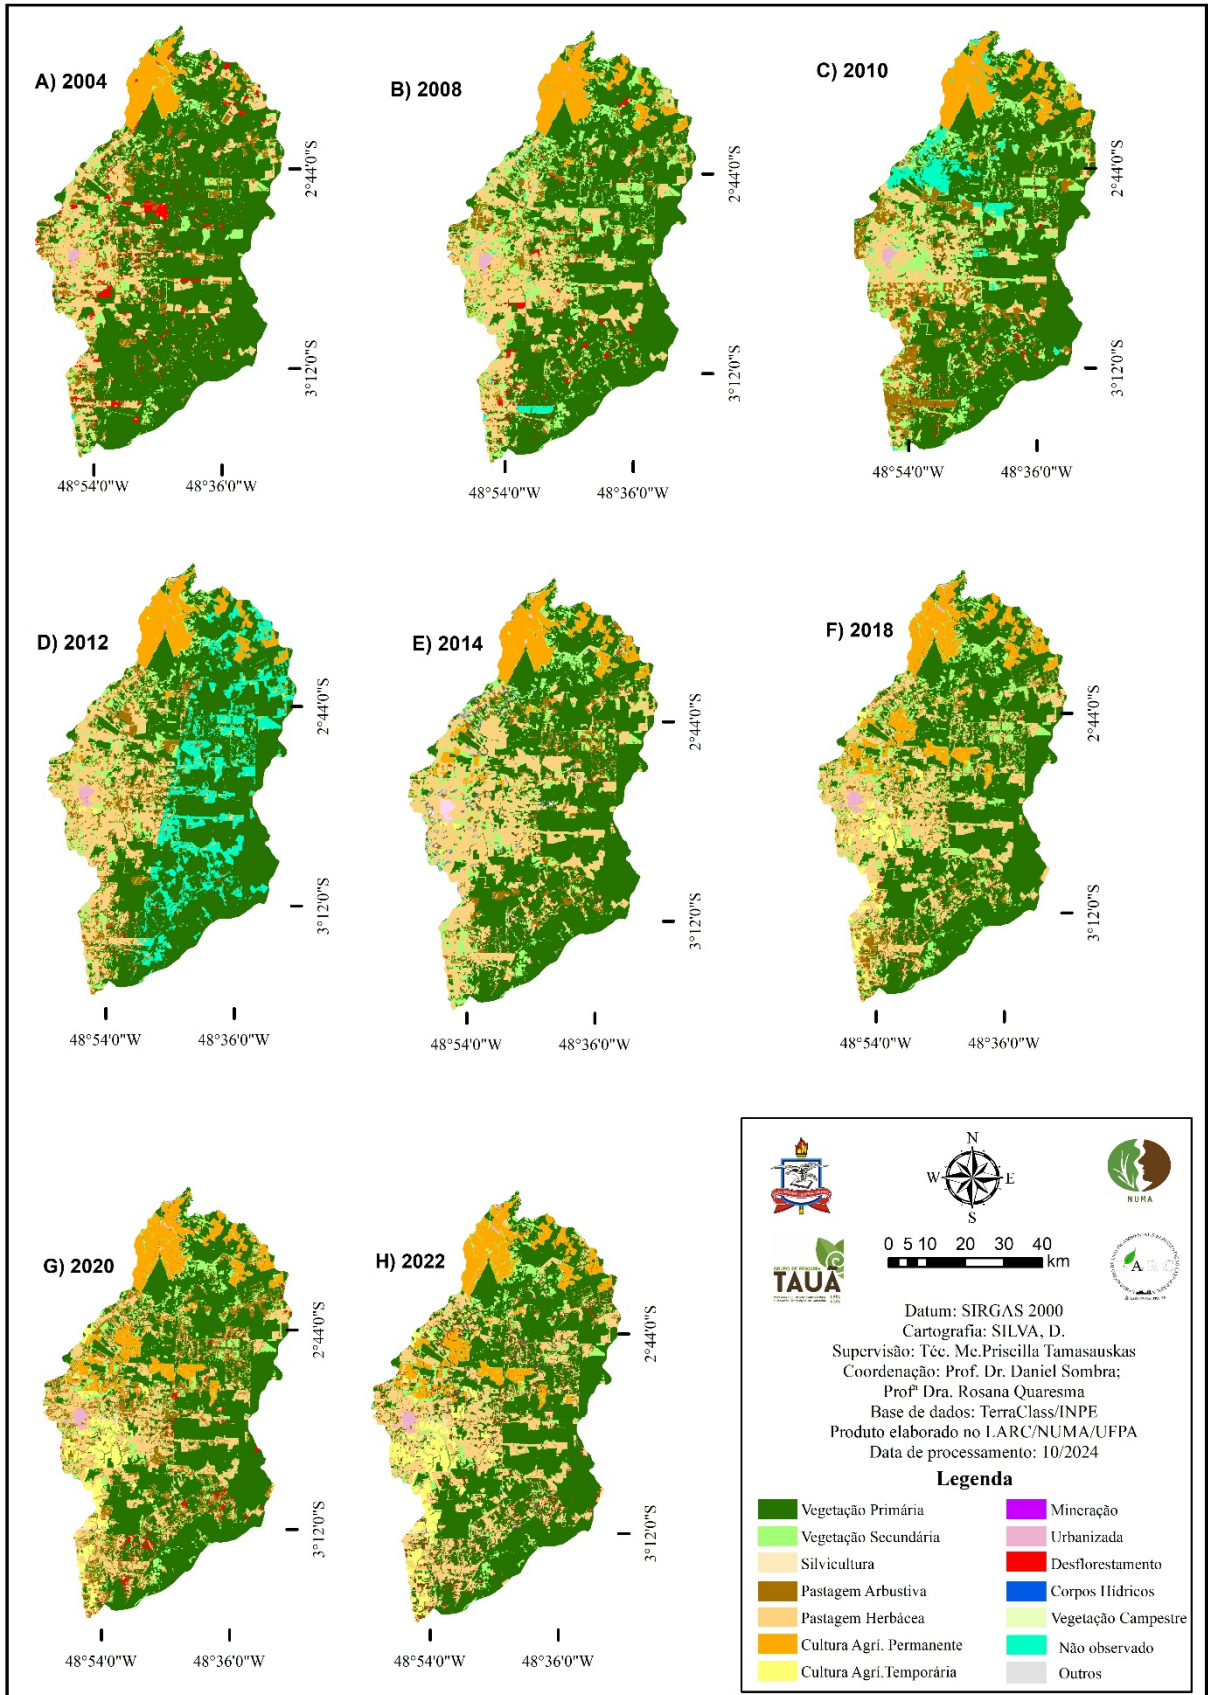 A) 2004
B) 2008
C) 2010
2°44'0"S
3°12'0"S
48°54'0"W
48°36'0"W
2°44'0"S
3°12'0"S
48°54'0"W
48°36'0"W
2°44'0"S
3°12'0"S
48°54'0"W
48°36'0"W
D) 2012
E) 2014
F) 2018
2°44'0"S
3°12'0"S
48°54'0"W
48°36'0"W
2°44'0"S
3°12'0"S
48°54'0"W
48°36'0"W
2°44'0"S
3°12'0"S
48°54'0"W
48°36'0"W
G) 2020
H) 2022
2°44'0"S
3°12'0"S
48°54'0"W
48°36'0"W
2°44'0"S
3°12'0"S
48°54'0"W
48°36'0"W
N
W E
S
NUMA
GRUPO DE PESQUISA
TAUÁ
0 5 10 20 30 40
km
Datum: SIRGAS 2000
Cartografia: SILVA, D.
Supervisão: Téc. Mc.Priscilla Tamasauskas
Coordenação: Prof. Dr. Daniel Sombra;
Profª Dra. Rosana Quaresma
Base de dados: TerraClass/INPE
Produto elaborado no LARC/NUMA/UFPA
Data de processamento: 10/2024
Legenda
Vegetação Primária
Vegetação Secundária
Silvicultura
Pastagem Arbustiva
Pastagem Herbácea
Cultura Agrí. Permanente
Cultura Agrí.Temporária
Mineração
Urbanizada
Desflorestamento
Corpos Hídricos
Vegetação Campestre
Não observado
Outros